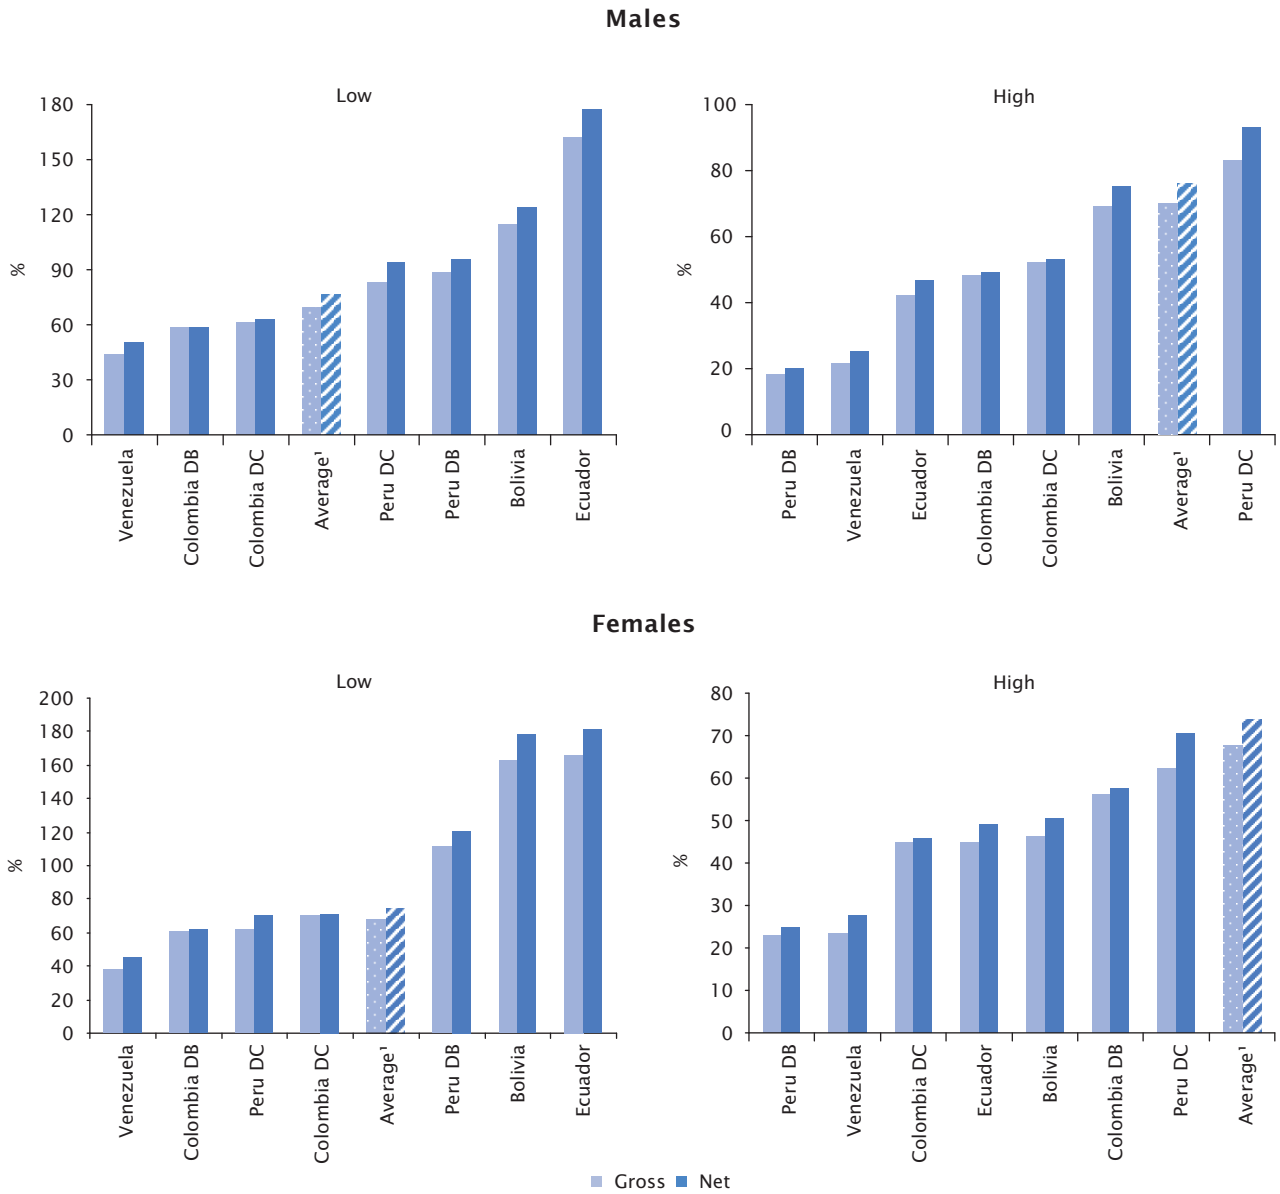 Males
Low
180
150
120
90
60
30
0
%
Venezuela
Colombia DB
Colombia DC
Average¹
Peru DC
Peru DB
Bolivia
Ecuador
High
100
80
60
40
20
0
%
Peru DB
Venezuela
Ecuador
Colombia DB
Colombia DC
Bolivia
Average¹
Peru DC
Females
Low
200
180
160
140
120
100
80
60
40
20
0
%
Venezuela
Colombia DB
Peru DC
Colombia DC
Average¹
Peru DB
Bolivia
Ecuador
High
80
70
60
50
40
30
20
10
0
%
Peru DB
Venezuela
Colombia DC
Ecuador
Bolivia
Colombia DB
Peru DC
Average¹
Gross Net